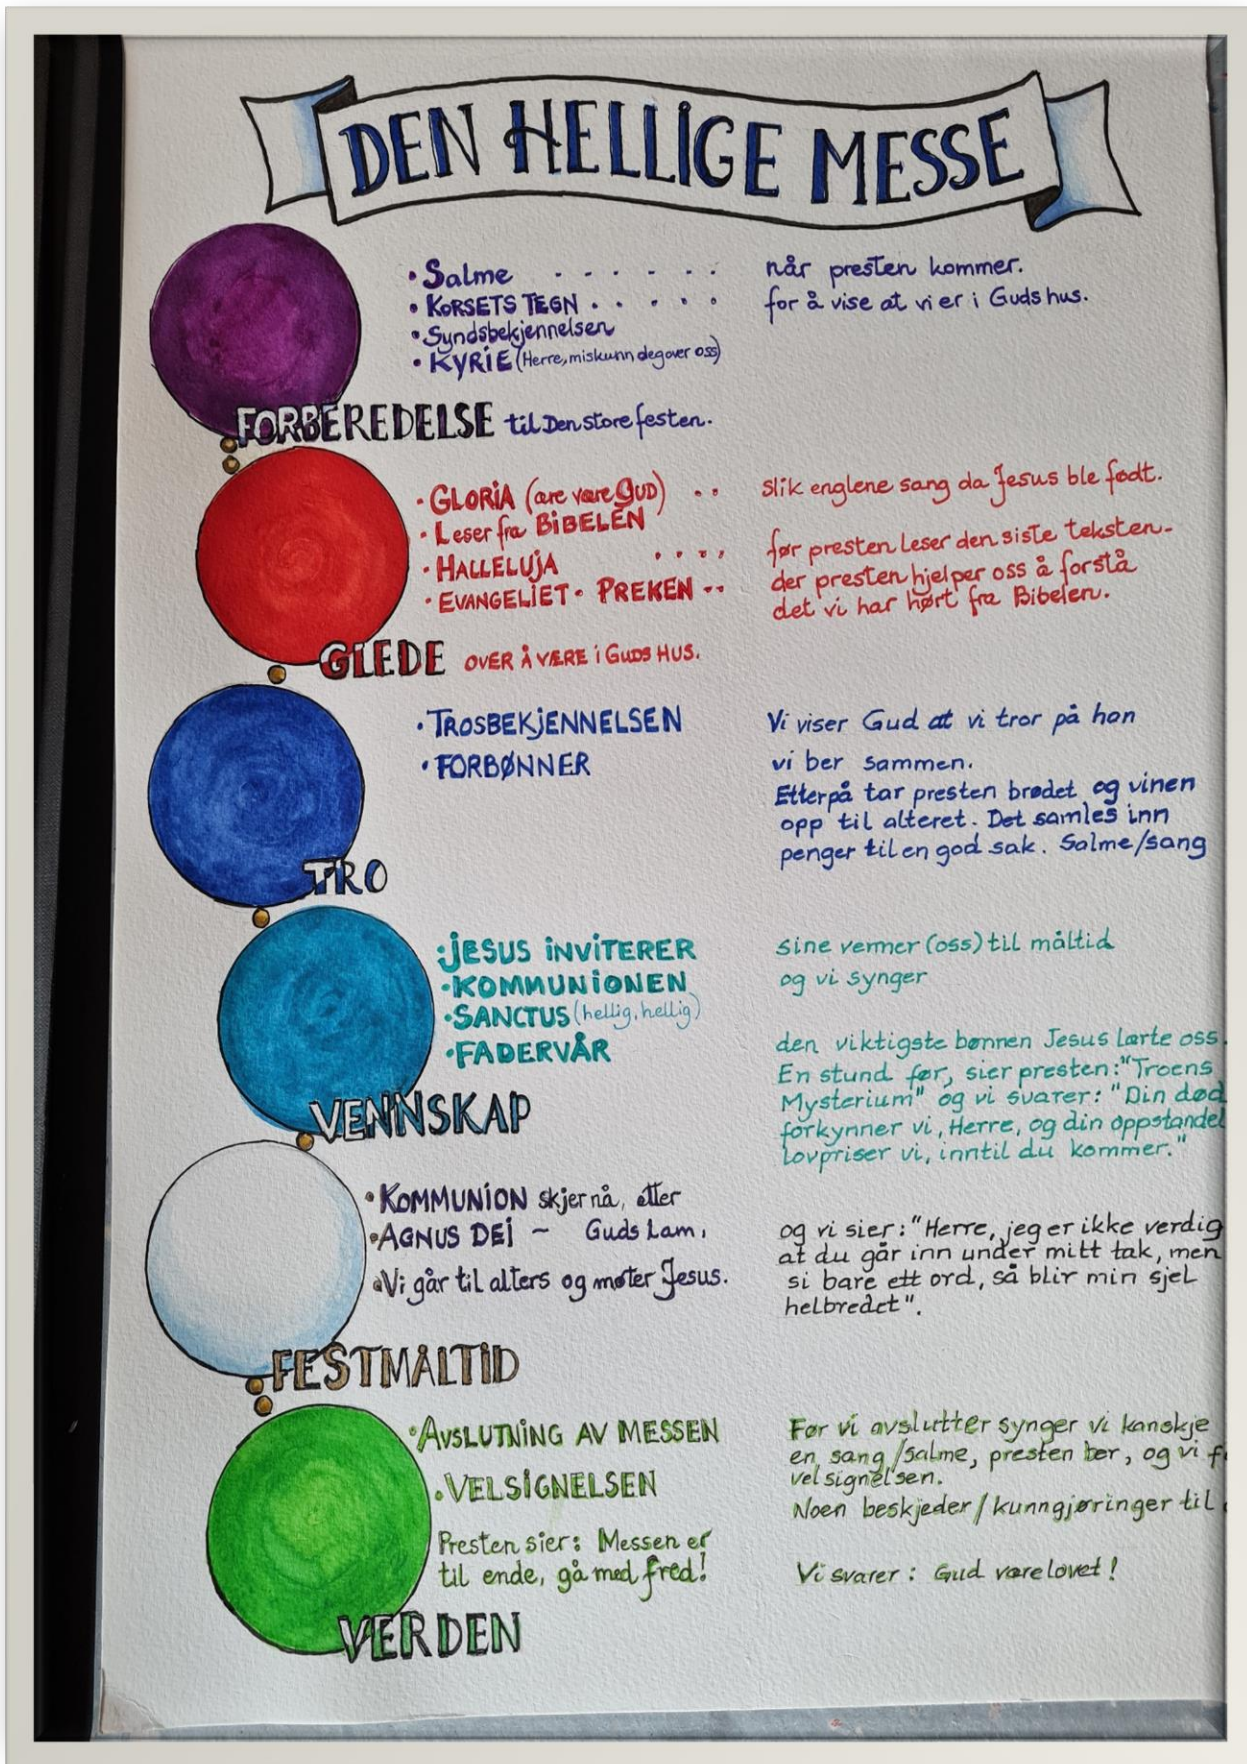 DEN HELLIGE MESSE
• Salme - - - - - - når presten kommer.
• KORSETS TEGN . . . . . for å vise at vi er i Guds hus.
• Syndsbekjennelsen
• KYRIE (Herre, miskunn deg over oss)
FORBEREDELSE til Den store festen.
• GLORIA (ære være GUD) . . slik englene sang da Jesus ble født.
• Leser fra BIBELEN
• HALLELUJA . . . . før presten leser den siste teksten-
• EVANGELIET • PREKEN -- der presten hjelper oss å forstå
det vi har hørt fra Bibelen.
GLEDE OVER Å VÆRE i GUDS HUS.
• TROSBEKJENNELSEN Vi viser Gud at vi tror på han
• FORBØNNER vi ber sammen.
Etterpå tar presten brødet og vinen
opp til alteret. Det samles inn
penger til en god sak. Salme/sang
TRO
• JESUS INVITERER sine venner (oss) til måltid
• KOMMUNIONEN og vi synger
• SANCTUS (hellig, hellig)
• FADERVÅR den viktigste bønnen Jesus lærte oss.
En stund før, sier presten: "Troens
Mysterium" og vi svarer: "Din død
forkynner vi, Herre, og din oppstandel
lovpriser vi, inntil du kommer."
VENNSKAP
• KOMMUNION skjer nå, etter
• AGNUS DEI ~ Guds Lam, og vi sier: "Herre, jeg er ikke verdig
at du går inn under mitt tak, men
• Vi går til alters og møter Jesus. si bare ett ord, så blir min sjel
helbredet".
FESTMÅLTID
• AVSLUTNING AV MESSEN Før vi avslutter synger vi kanskje
en sang/salme, presten ber, og vi f
• VELSIGNELSEN velsignelsen.
Noen beskjeder/kunngjøringer til
Presten sier: Messen er
til ende, gå med fred! Vi svarer: Gud være lovet!
VERDEN